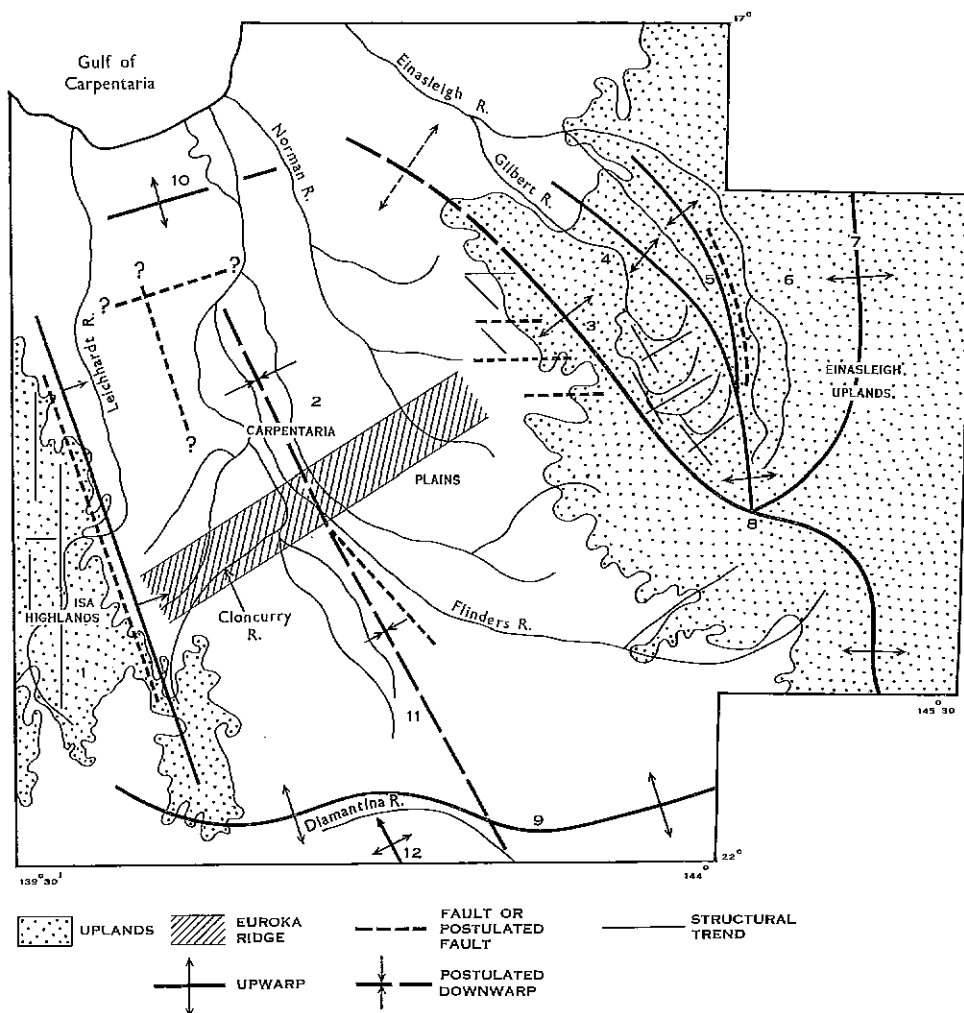 17°
Gulf of
Carpentaria
Einasleigh R.
Norman R.
Gilbert R.
10
7
4
5
6
?
?
?
?
3
Leichhardt R.
EINASLEIGH
UPLANDS
2
CARPENTARIA
PLAINS
8
ISA
HIGHLANDS
Cloncurry
R.
Flinders R.
1
11
145° 30
Diamantina R.
9
12
22°
139° 30'
144°
UPLANDS
EUROKA
RIDGE
FAULT OR
POSTULATED
FAULT
STRUCTURAL
TREND
UPWARP
POSTULATED
DOWNWARP